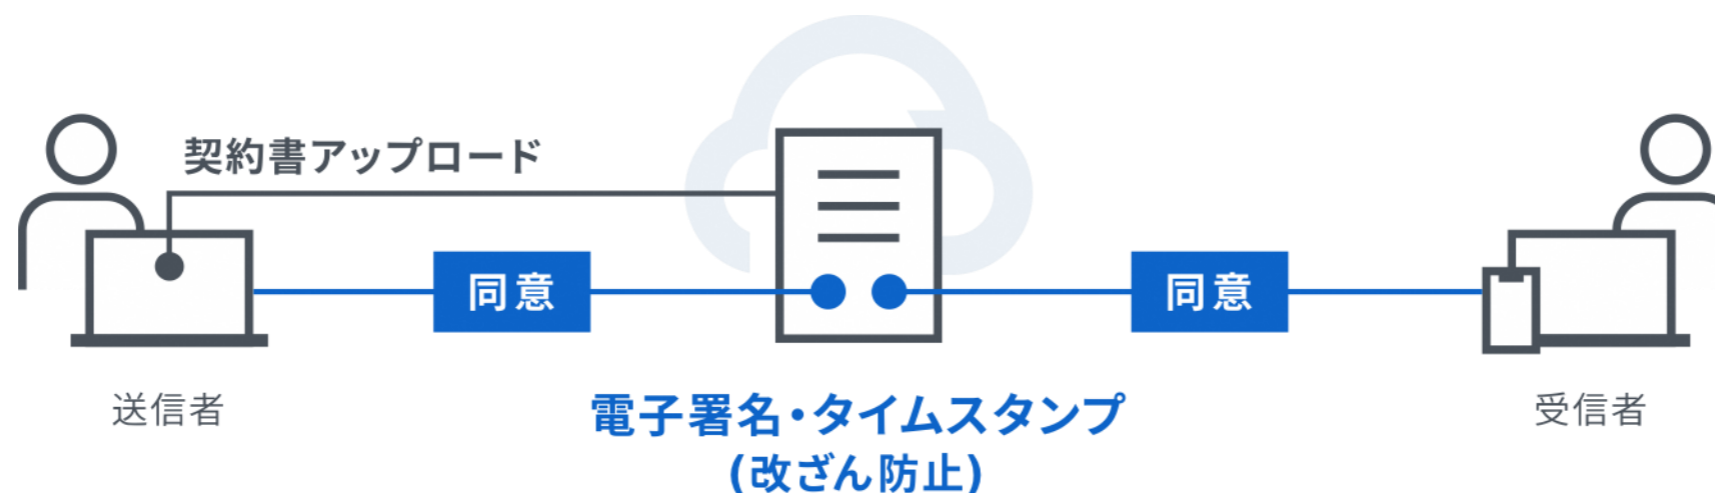 契約書アップロード
同意
同意
送信者
電子署名・タイムスタンプ
(改ざん防止)
受信者